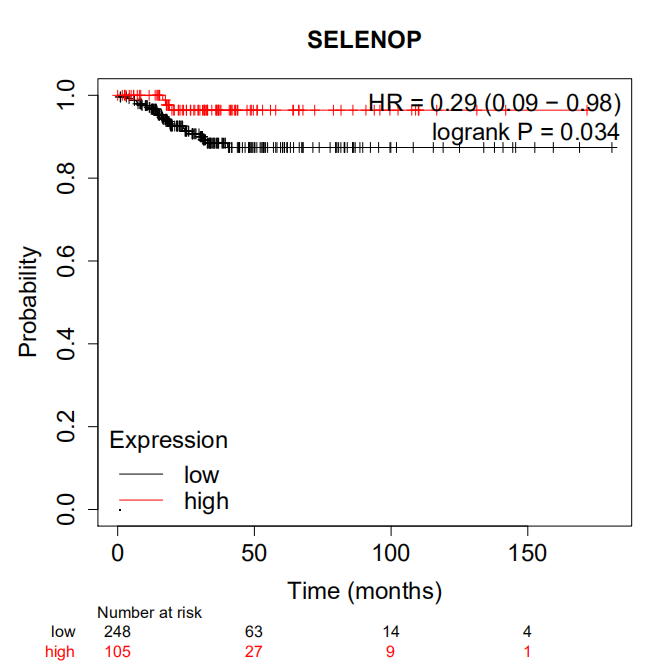 SELENOP
HR = 0.29 (0.09 − 0.98)
logrank P = 0.034
1.0
0.8
0.6
0.4
0.2
0.0
Probability
Expression
low
high
0 50 100 150
Time (months)
Number at risk
low 248 63 14 4
high 105 27 9 1